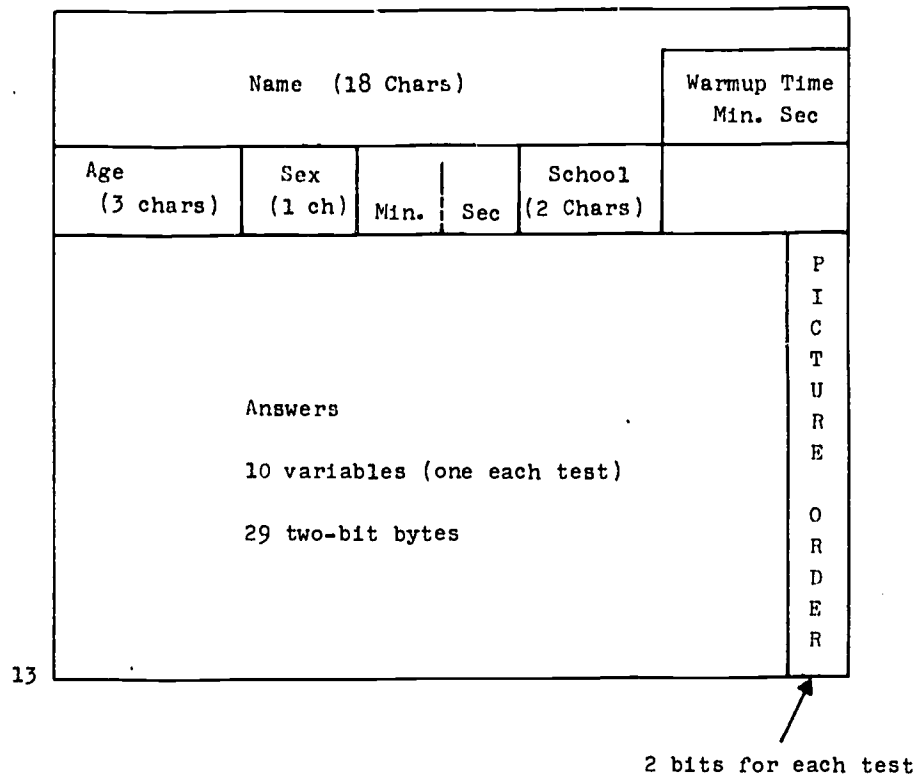 Name (18 Chars)
Warmup Time
Min. Sec
Age
(3 chars)
Sex
(1 ch)
Min.
Sec
School
(2 Chars)
Answers
10 variables (one each test)
29 two-bit bytes
P
I
C
T
U
R
E
O
R
D
E
R
13
2 bits for each test